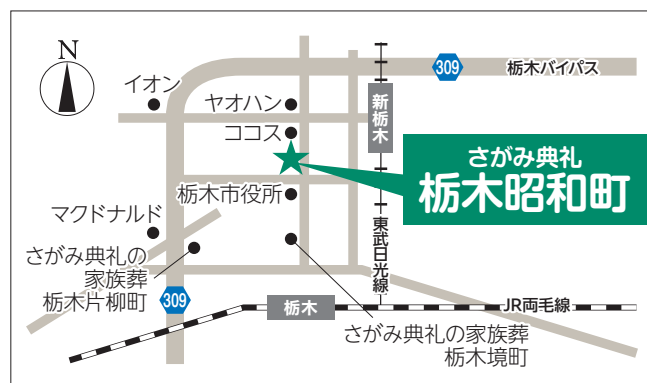 N
309
栃木バイパス
イオン
ヤオハン
ココス
新栃木
さがみ典礼
栃木昭和町
栃木市役所
マクドナルド
東武日光線
さがみ典礼の
家族葬
栃木片柳町
309
栃木
JR両毛線
さがみ典礼の家族葬
栃木境町